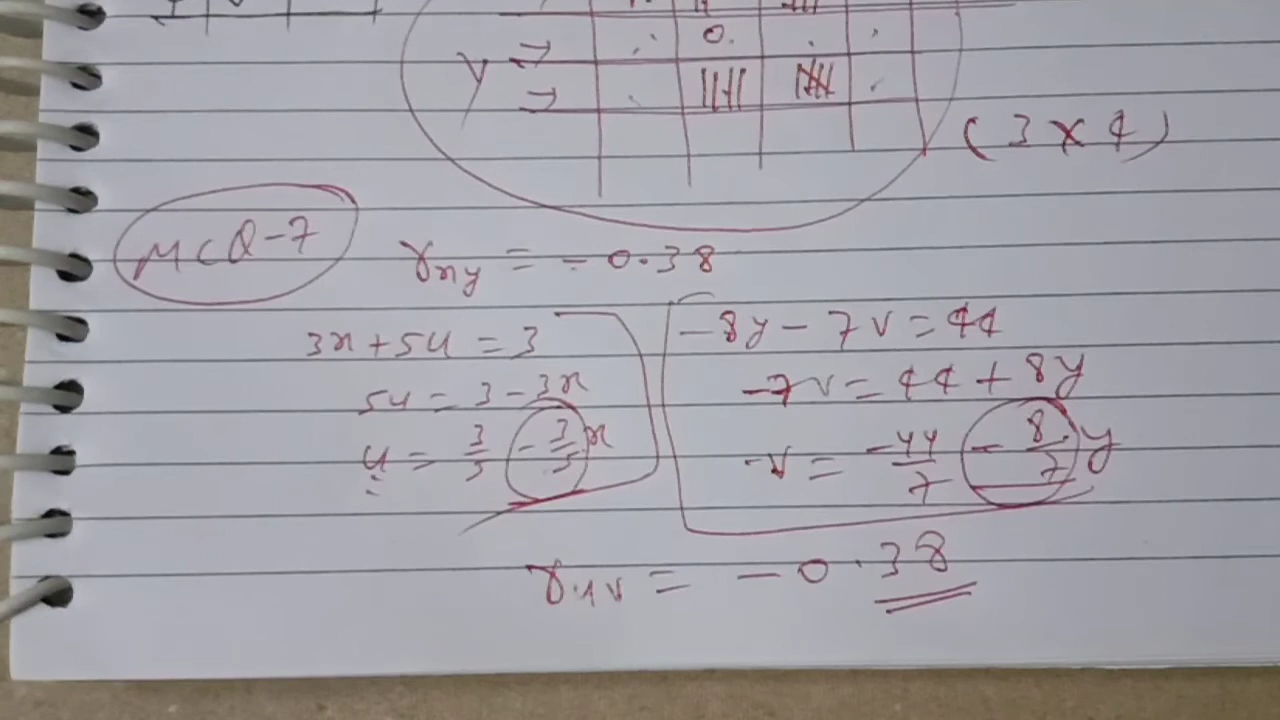 y → 0.
→ |||| ||||
(3 x 4)
MCQ-7 rxy = - 0.38
3x + 5u = 3
5u = 3 - 3x
u = 3/5 - 3/5 x
-8y - 7v = 44
-7v = 44 + 8y
v = -44/7 - 8/7 y
ruv = -0.38